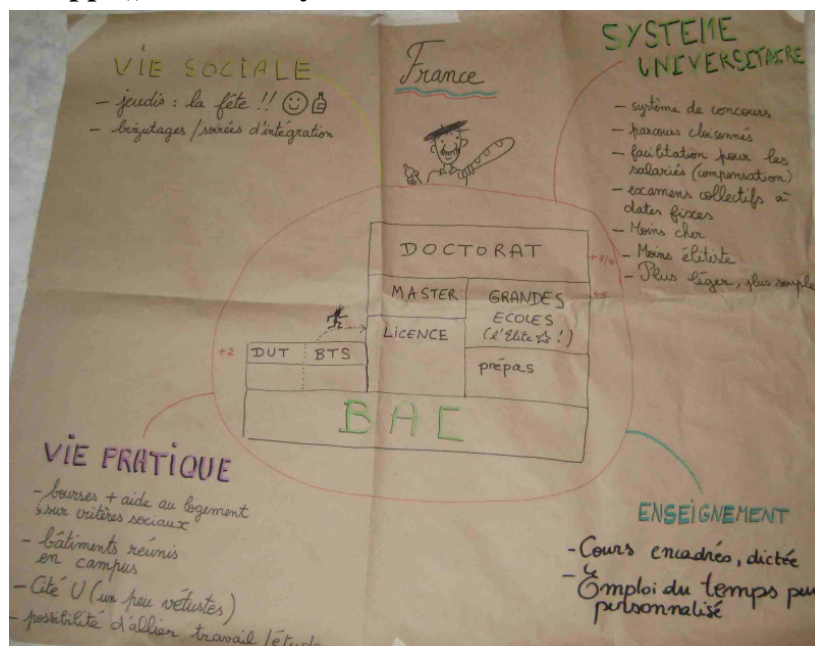 VIE SOCIALE
- jeudis : la fête !!
- bizutages / soirées d'intégration
France
SYSTEME
UNIVERSITAIRE
- système de concours
- parcours cloisonnés
- facilitation pour les
salariés (compensation)
- examens collectifs à
dates fixes
- Moins cher
- Moins élitiste
- Plus léger, plus souple
DOCTORAT
MASTER
GRANDES
ECOLES
(l'Elite ☆ !)
LICENCE
+2
DUT
BTS
prépas
BAC
VIE PRATIQUE
- bourses + aide au logement
sur critères sociaux
- bâtiments réunis
en campus
- Cité U (un peu vétustes)
- possibilité d'allier travail / étude
ENSEIGNEMENT
- Cours encadrés, dictée
- Emploi du temps peu
personnalisé